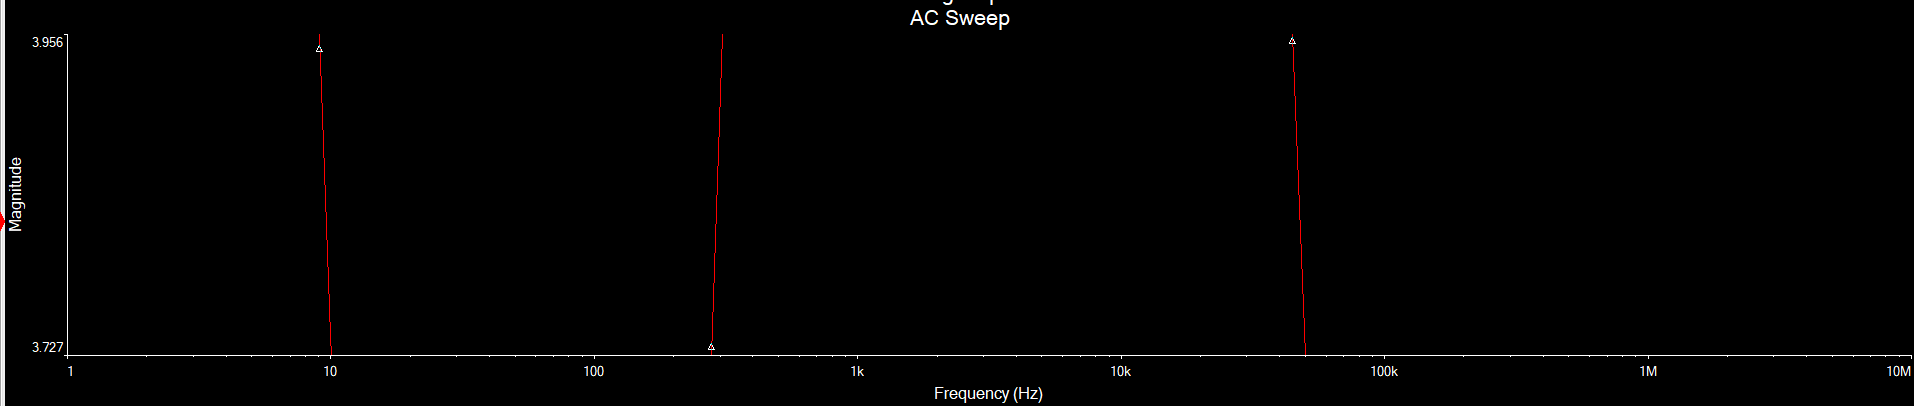 AC Sweep
3.956
Magnitude
3.727
1 10 100 1k 10k 100k 1M 10M
Frequency (Hz)